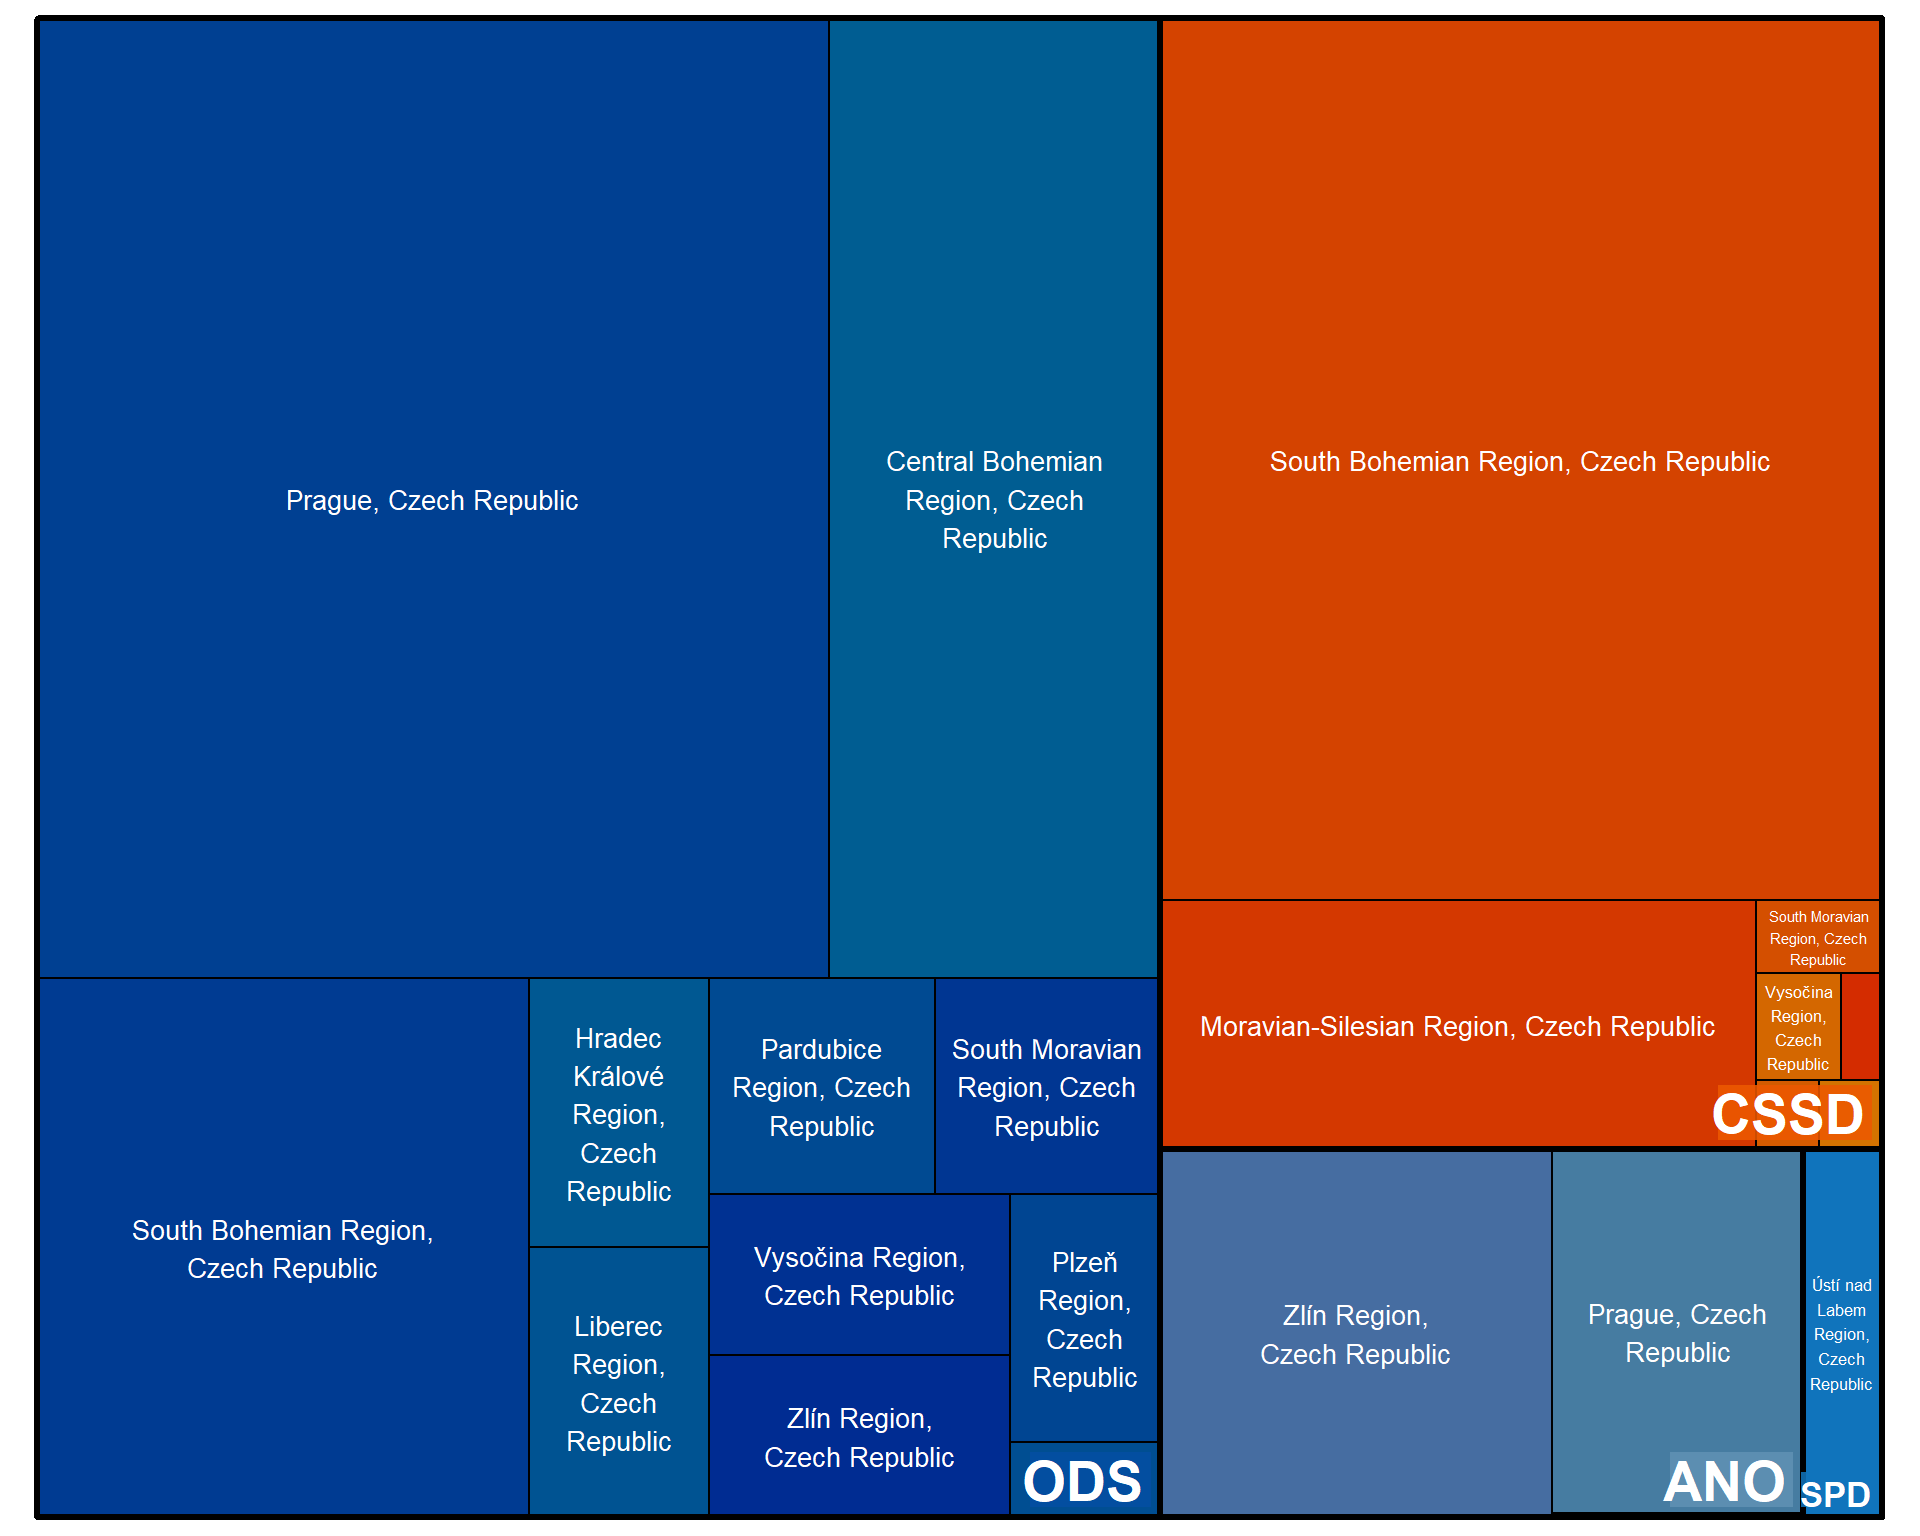 Prague, Czech Republic
Central Bohemian
Region, Czech
Republic
South Bohemian Region,
Czech Republic
Hradec
Králové
Region,
Czech
Republic
Liberec
Region,
Czech
Republic
Pardubice
Region, Czech
Republic
South Moravian
Region, Czech
Republic
Vysočina Region,
Czech Republic
Zlín Region,
Czech Republic
Plzeň
Region,
Czech
Republic
ODS
South Bohemian Region, Czech Republic
Moravian-Silesian Region, Czech Republic
South Moravian
Region, Czech
Republic
Vysočina
Region,
Czech
Republic
CSSD
Zlín Region,
Czech Republic
Prague, Czech
Republic
ANO
Ústí nad
Labem
Region,
Czech
Republic
SPD